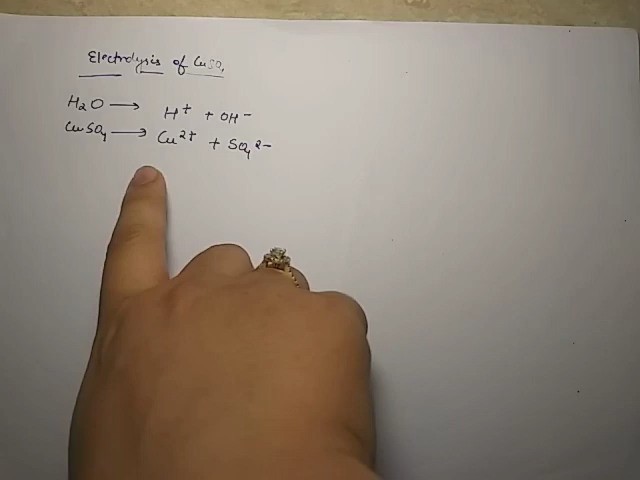 Electrolysis of CuSO₄
H₂O → H⁺ + OH⁻
CuSO₄ → Cu²⁺ + SO₄²⁻